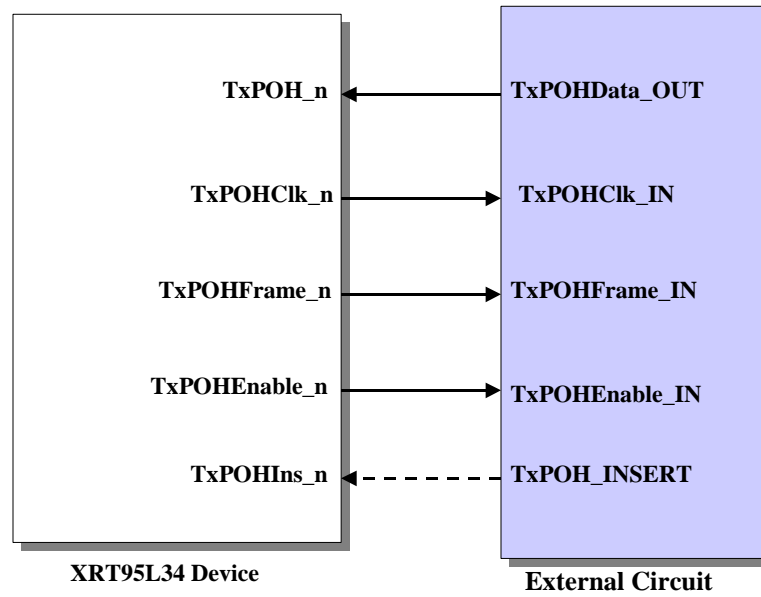 TxPOH_n
TxPOHData_OUT
TxPOHClk_n
TxPOHClk_IN
TxPOHFrame_n
TxPOHFrame_IN
TxPOHEnable_n
TxPOHEnable_IN
TxPOHIns_n
TxPOH_INSERT
XRT95L34 Device
External Circuit